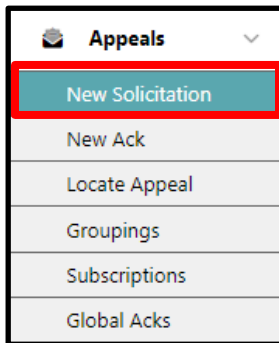 Appeals
New Solicitation
New Ack
Locate Appeal
Groupings
Subscriptions
Global Acks